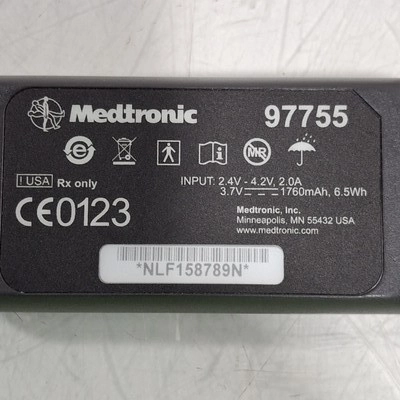 Medtronic 97755
MR
! USA Rx only
INPUT: 2.4V - 4.2V, 2.0A
3.7V 1760mAh, 6.5Wh
CE0123
Medtronic, Inc.
Minneapolis, MN 55432 USA
www.medtronic.com
*NLF158789N*